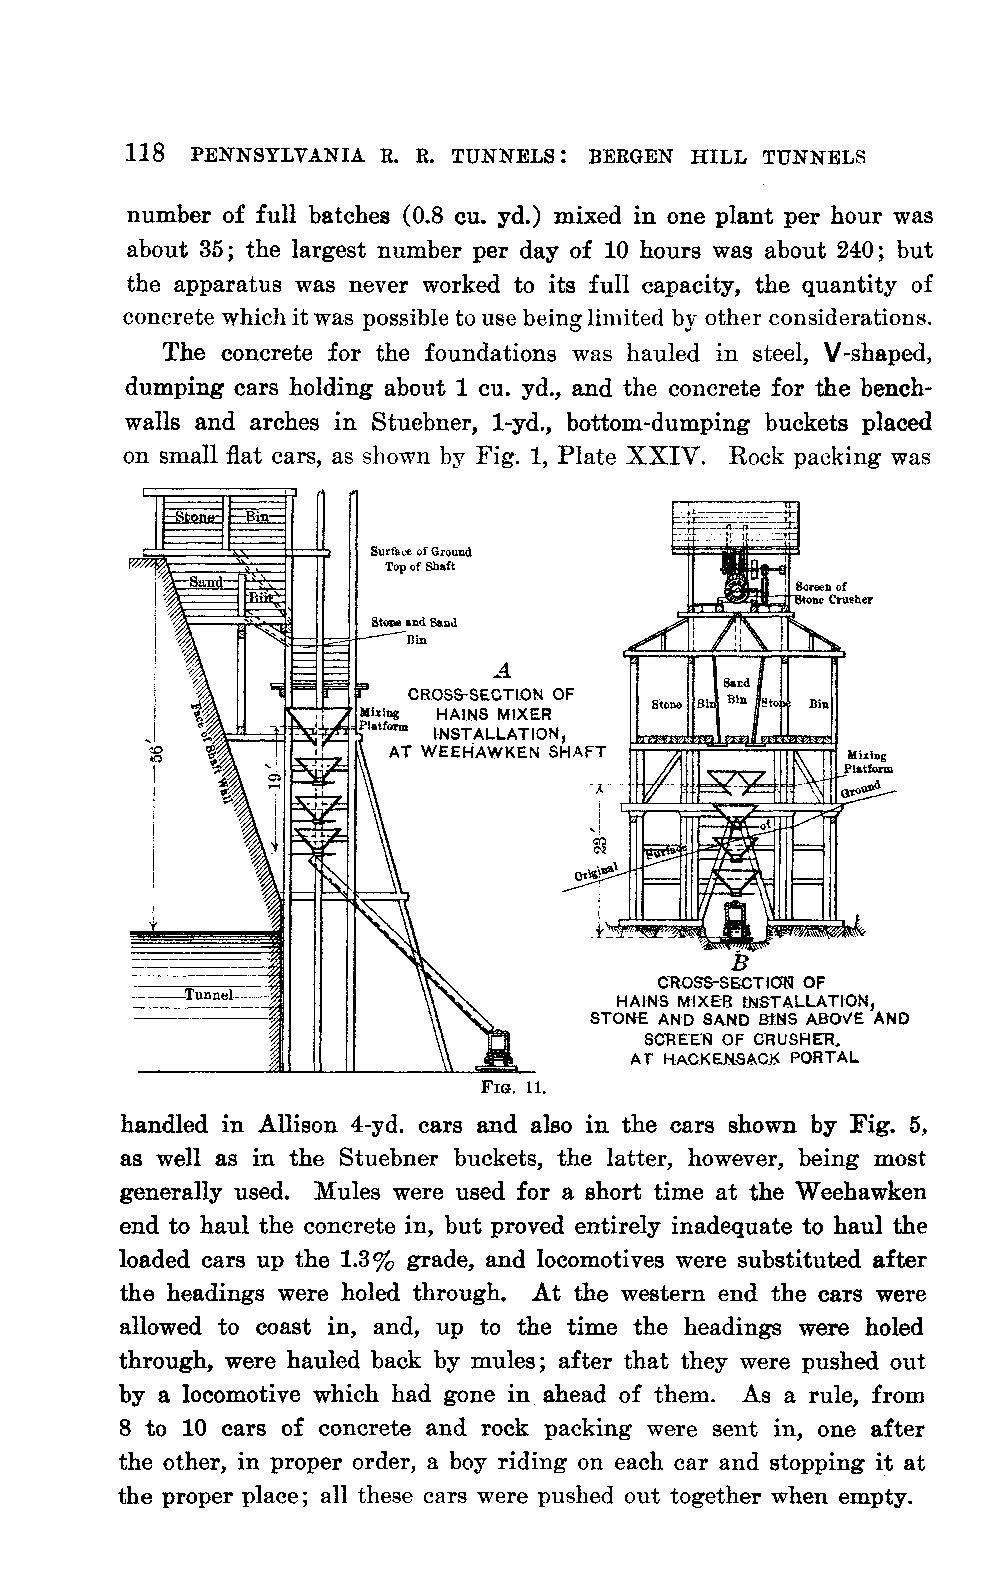 118 PENNSYLVANIA R. R. TUNNELS: BERGEN HILL TUNNELS
number of full batches (0.8 cu. yd.) mixed in one plant per hour was
about 35; the largest number per day of 10 hours was about 240; but
the apparatus was never worked to its full capacity, the quantity of
concrete which it was possible to use being limited by other considerations.
The concrete for the foundations was hauled in steel, V-shaped,
dumping cars holding about 1 cu. yd., and the concrete for the bench-
walls and arches in Stuebner, 1-yd., bottom-dumping buckets placed
on small flat cars, as shown by Fig. 1, Plate XXIV. Rock packing was
Stone Bin
Sand
Bin
Surface of Ground
Top of Shaft
Stone and Sand
Bin
Mixing
Platform
Face of Shaft Wall
56'
19'
Tunnel
A
CROSS-SECTION OF
HAINS MIXER
INSTALLATION,
AT WEEHAWKEN SHAFT
Screen of
Stone Crusher
Sand
Bin
Stone Bin
Stone Bin
Mixing
Platform
Original Surface of Ground
23'
B
CROSS-SECTION OF
HAINS MIXER INSTALLATION,
STONE AND SAND BINS ABOVE AND
SCREEN OF CRUSHER,
AT HACKENSACK PORTAL
FIG. 11.
handled in Allison 4-yd. cars and also in the cars shown by Fig. 5,
as well as in the Stuebner buckets, the latter, however, being most
generally used. Mules were used for a short time at the Weehawken
end to haul the concrete in, but proved entirely inadequate to haul the
loaded cars up the 1.3% grade, and locomotives were substituted after
the headings were holed through. At the western end the cars were
allowed to coast in, and, up to the time the headings were holed
through, were hauled back by mules; after that they were pushed out
by a locomotive which had gone in ahead of them. As a rule, from
8 to 10 cars of concrete and rock packing were sent in, one after
the other, in proper order, a boy riding on each car and stopping it at
the proper place; all these cars were pushed out together when empty.